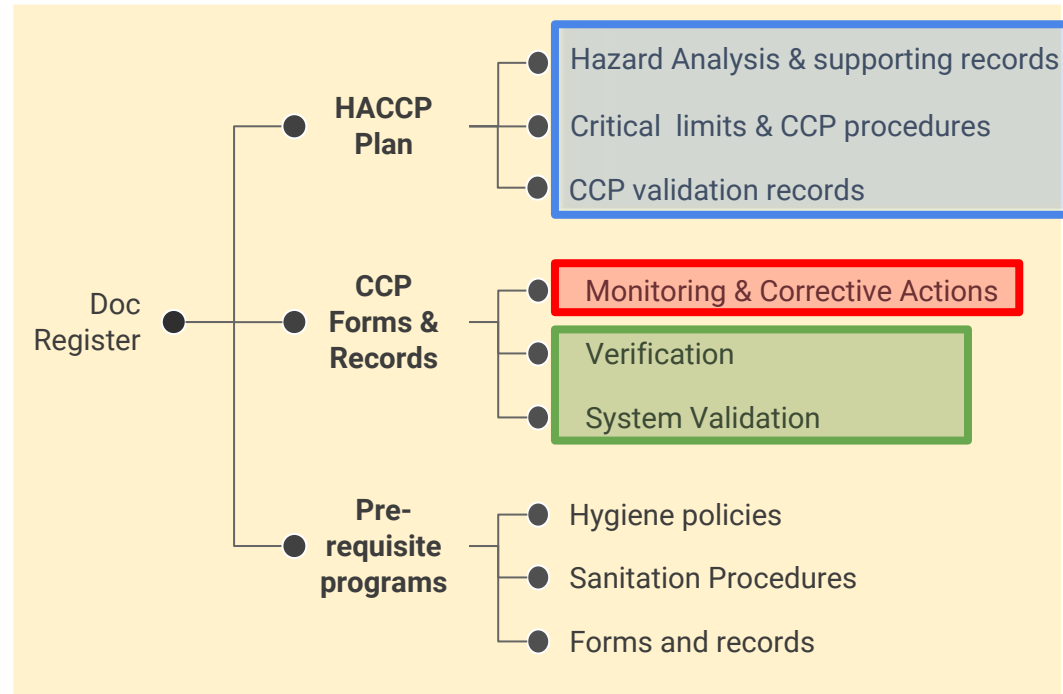 Doc
Register
HACCP
Plan
Hazard Analysis & supporting records
Critical limits & CCP procedures
CCP validation records
CCP
Forms &
Records
Monitoring & Corrective Actions
Verification
System Validation
Pre-
requisite
programs
Hygiene policies
Sanitation Procedures
Forms and records